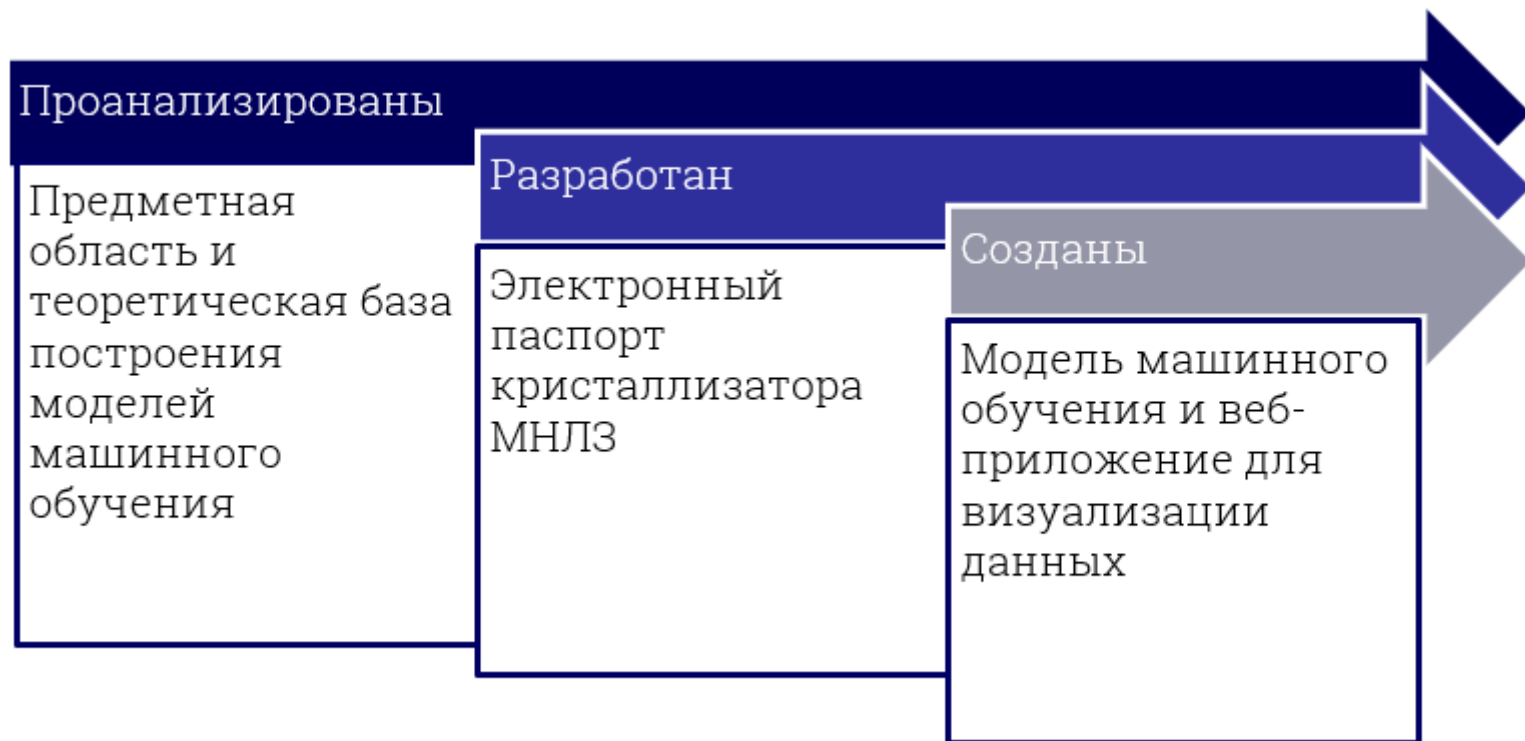 Проанализированы
Предметная
область и
теоретическая база
построения
моделей
машинного
обучения
Разработан
Электронный
паспорт
кристаллизатора
МНЛЗ
Созданы
Модель машинного
обучения и веб-
приложение для
визуализации
данных